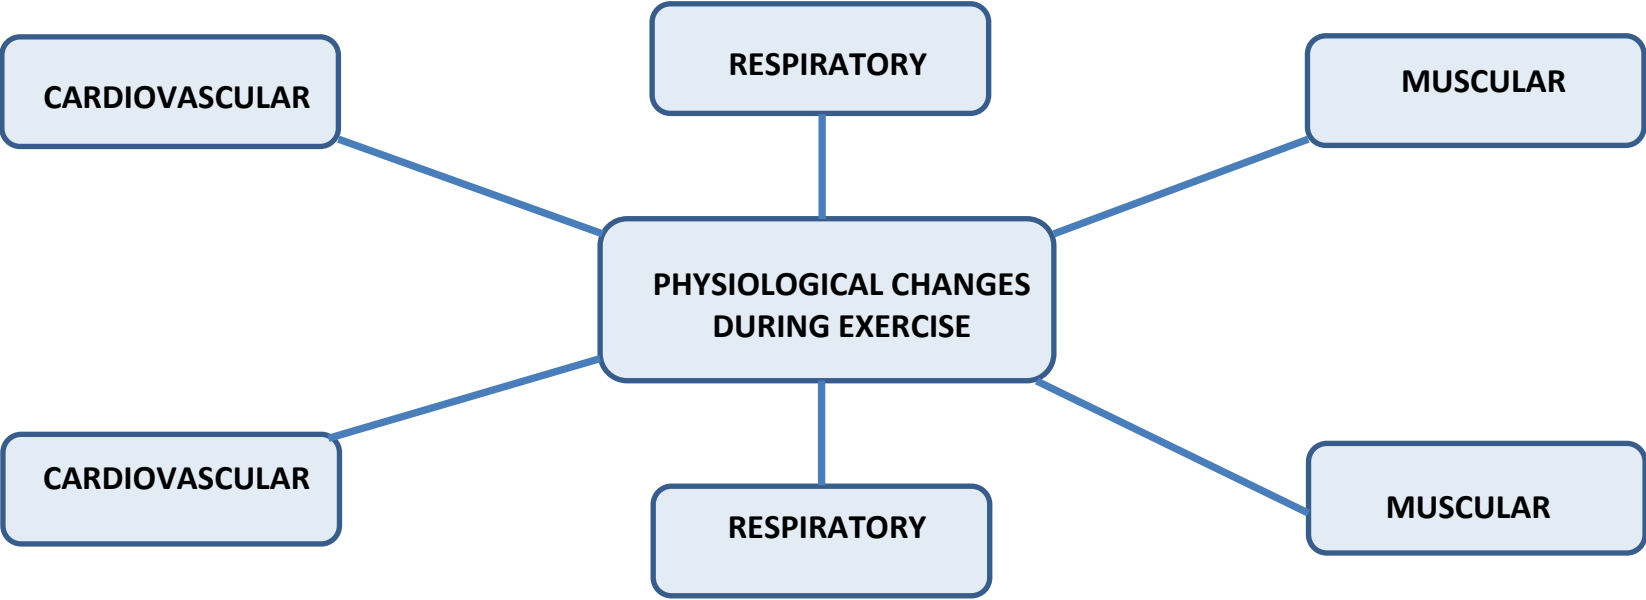 CARDIOVASCULAR
RESPIRATORY
MUSCULAR
PHYSIOLOGICAL CHANGES
DURING EXERCISE
CARDIOVASCULAR
RESPIRATORY
MUSCULAR